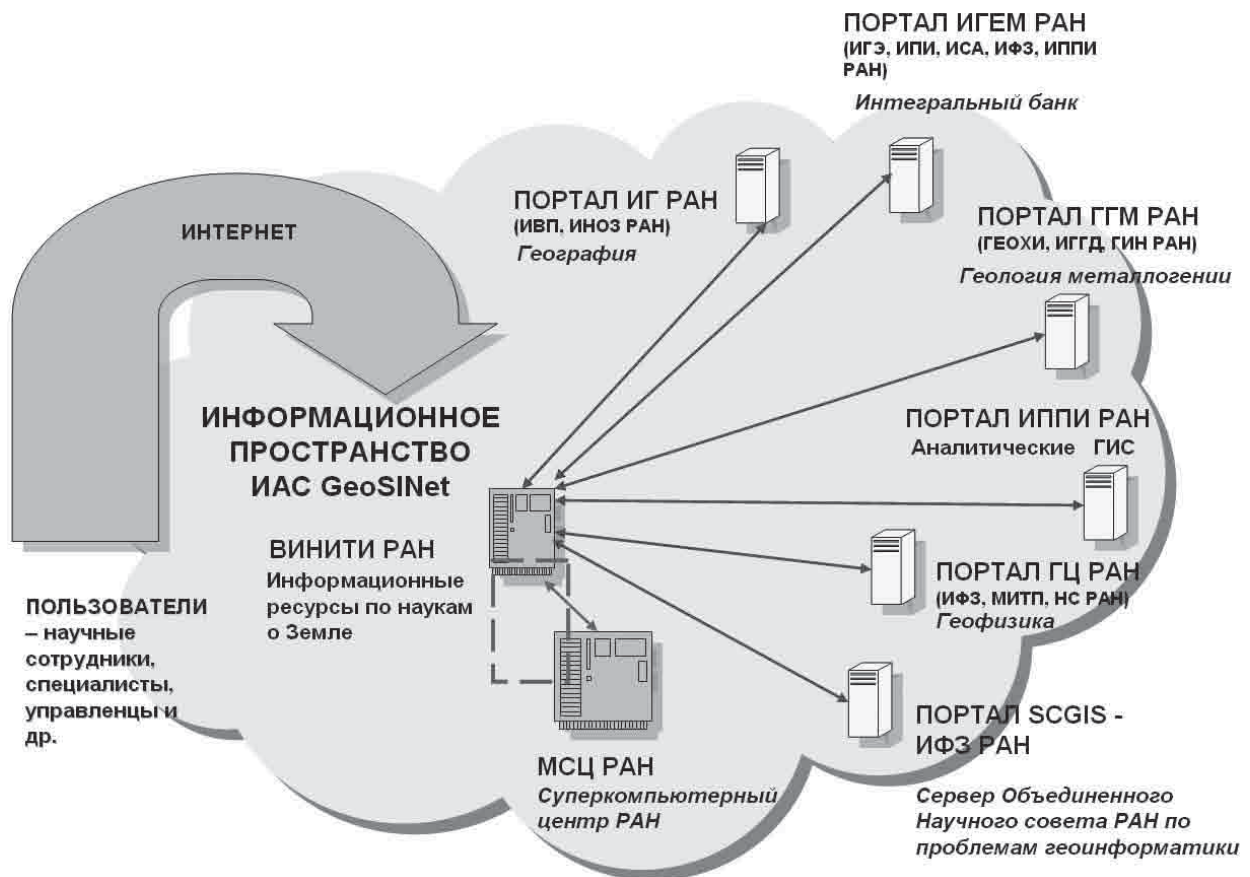 ПОРТАЛ ИГЕМ РАН
(ИГЭ, ИПИ, ИСА, ИФЗ, ИППИ
РАН)
Интегральный банк
ПОРТАЛ ИГ РАН
(ИВП, ИНОЗ РАН)
География
ПОРТАЛ ГГМ РАН
(ГЕОХИ, ИГГД, ГИН РАН)
Геология металлогении
ИНТЕРНЕТ
ИНФОРМАЦИОННОЕ
ПРОСТРАНСТВО
ИАС GeoSINet
ПОРТАЛ ИППИ РАН
Аналитические ГИС
ВИНИТИ РАН
Информационные
ресурсы по наукам
о Земле
ПОРТАЛ ГЦ РАН
(ИФЗ, МИТП, НС РАН)
Геофизика
ПОЛЬЗОВАТЕЛИ
– научные
сотрудники,
специалисты,
управленцы и
др.
ПОРТАЛ SCGIS -
ИФЗ РАН
Сервер Объединенного
Научного совета РАН по
проблемам геоинформатики
МСЦ РАН
Суперкомпьютерный
центр РАН